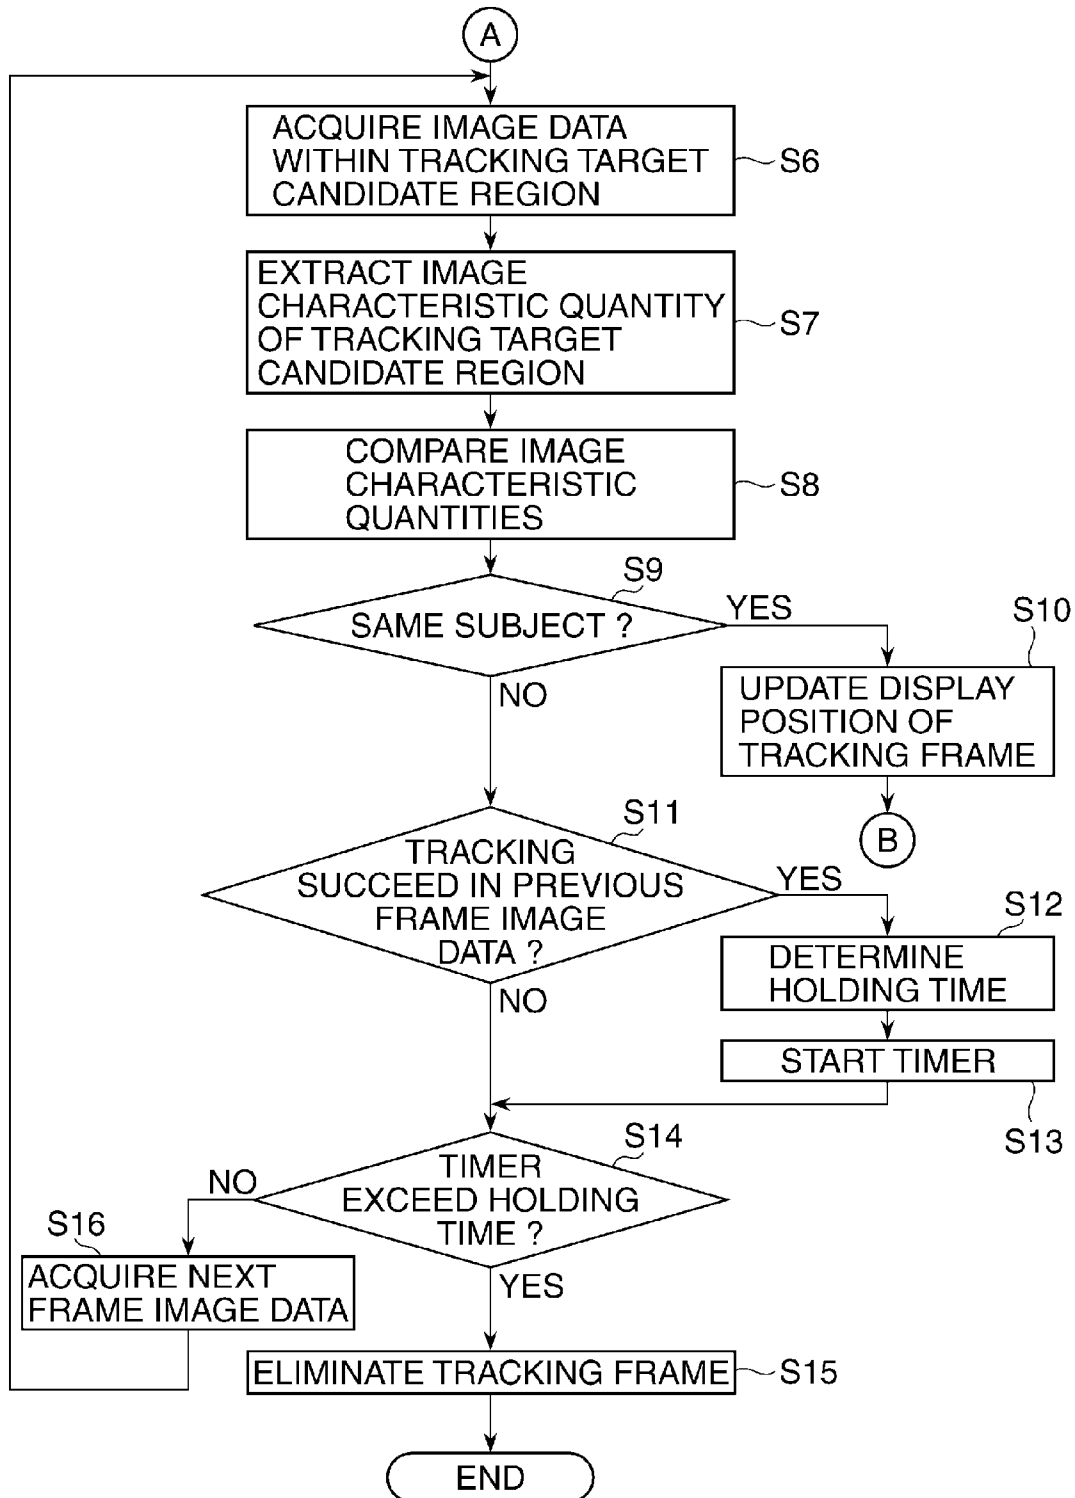 A
ACQUIRE IMAGE DATA
WITHIN TRACKING TARGET
CANDIDATE REGION
S6
EXTRACT IMAGE
CHARACTERISTIC QUANTITY
OF TRACKING TARGET
CANDIDATE REGION
S7
COMPARE IMAGE
CHARACTERISTIC
QUANTITIES
S8
S9
SAME SUBJECT ?
YES
NO
S10
UPDATE DISPLAY
POSITION OF
TRACKING FRAME
B
S11
TRACKING
SUCCEED IN PREVIOUS
FRAME IMAGE
DATA ?
YES
NO
S12
DETERMINE
HOLDING TIME
START TIMER
S13
S14
TIMER
EXCEED HOLDING
TIME ?
NO
YES
S16
ACQUIRE NEXT
FRAME IMAGE DATA
ELIMINATE TRACKING FRAME
S15
END